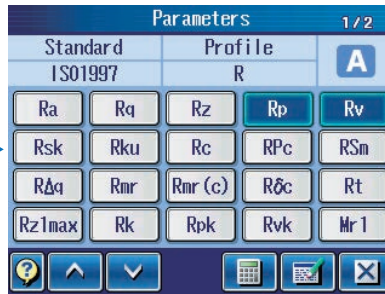 Parameters 1/2
Standard Profile
ISO1997 R A
Ra Rq Rz Rp Rv
Rsk Rku Rc RPc RSm
RΔq Rmr Rmr(c) Rδc Rt
Rz1max Rk Rpk Rvk Mr1
?